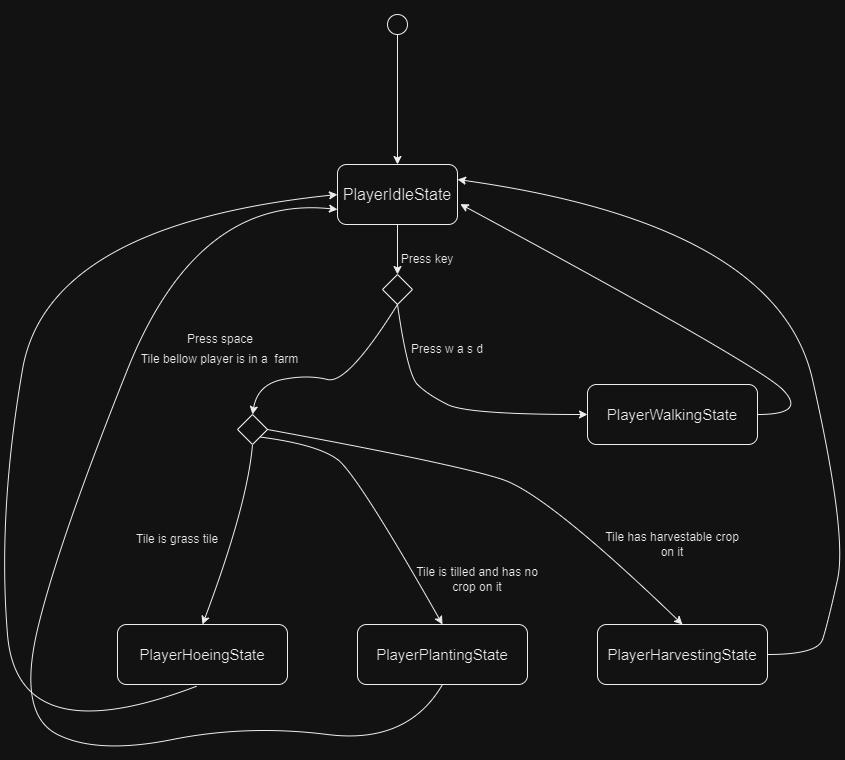 PlayerIdleState
Press key
Press space
Tile bellow player is in a farm
Press w a s d
PlayerWalkingState
Tile is grass tile
Tile is tilled and has no
crop on it
Tile has harvestable crop
on it
PlayerHoeingState
PlayerPlantingState
PlayerHarvestingState